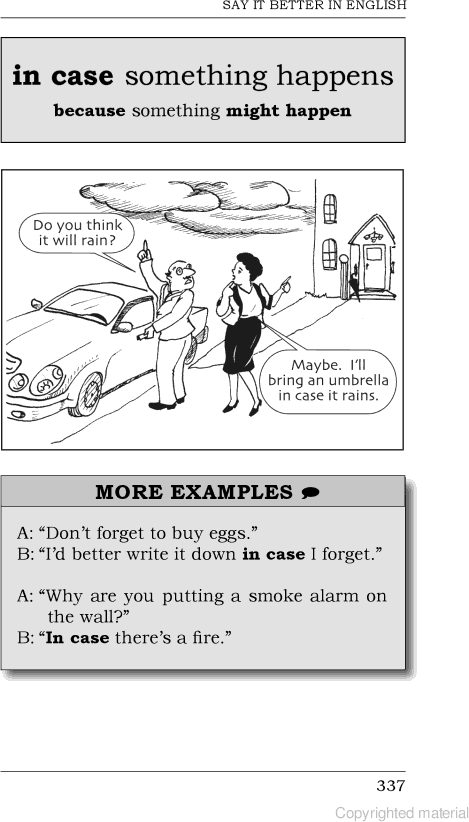 SAY IT BETTER IN ENGLISH
in case something happens
because something might happen
Do you think
it will rain?
Maybe. I'll
bring an umbrella
in case it rains.
MORE EXAMPLES
A: “Don't forget to buy eggs.”
B: “I'd better write it down in case I forget.”
A: “Why are you putting a smoke alarm on
the wall?”
B: “In case there's a fire.”
337
Copyrighted material